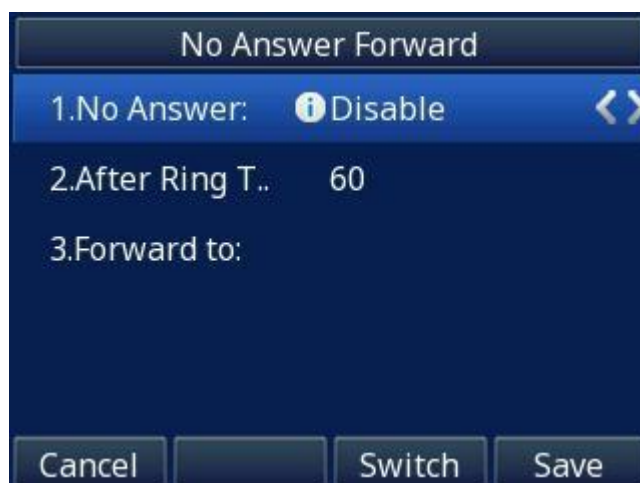 No Answer Forward
1.No Answer: Disable
2.After Ring T.. 60
3.Forward to:
Cancel Switch Save